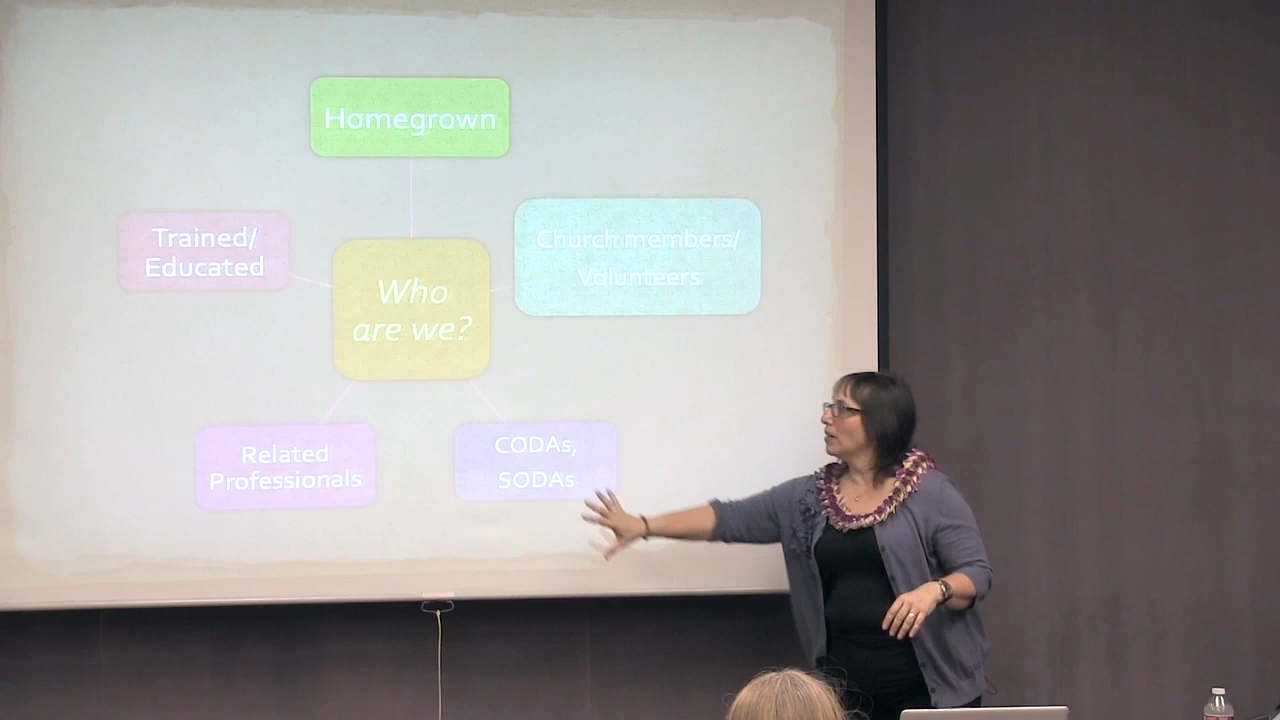 Homegrown
Trained/
Educated
Church members/
Volunteers
Who
are we?
Related
Professionals
CODAs,
SODAs